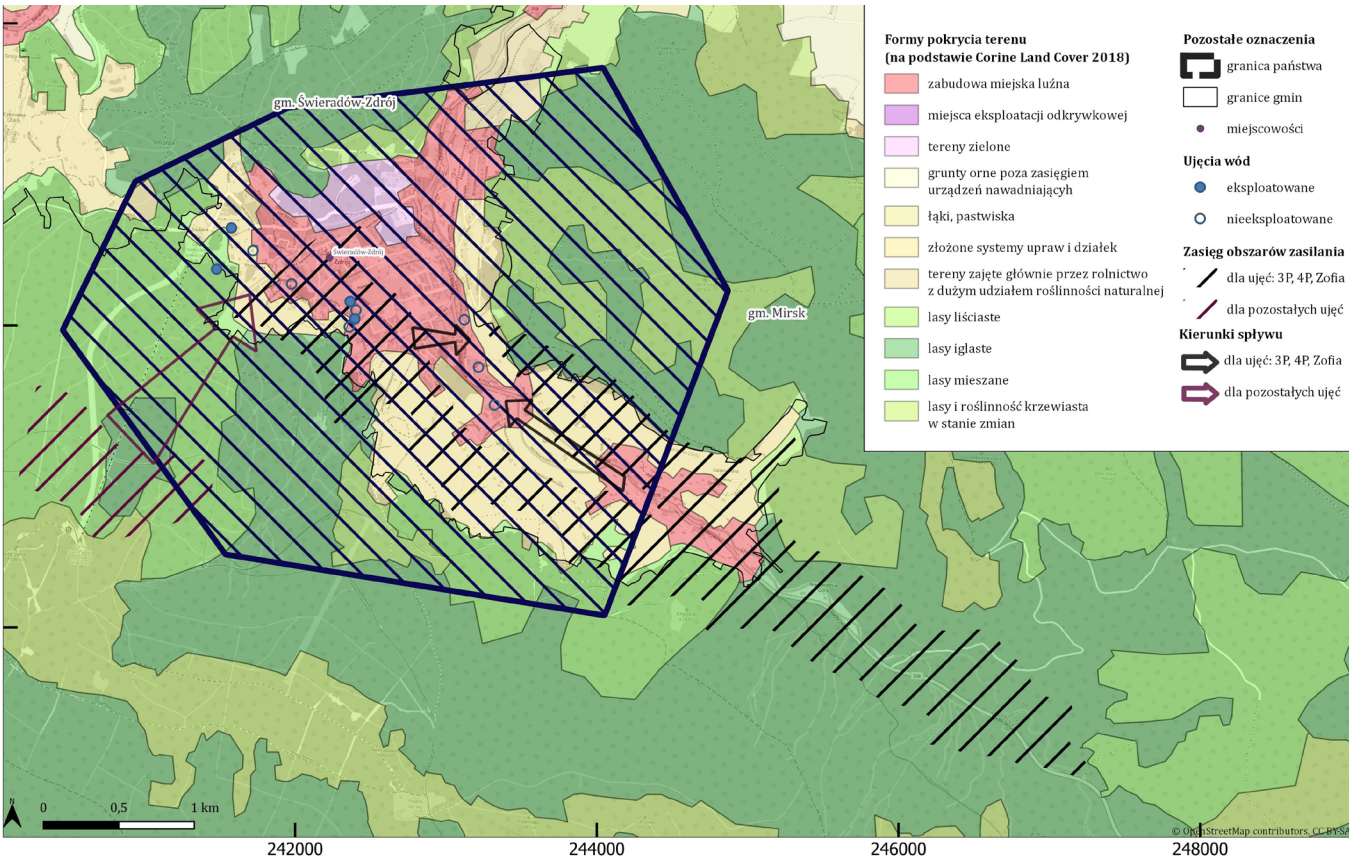 gm. Świeradów-Zdrój
Świeradów-Zdrój
gm. Mirsk
Formy pokrycia terenu
(na podstawie Corine Land Cover 2018)
zabudowa miejska luźna
miejsca eksploatacji odkrywkowej
tereny zielone
grunty orne poza zasięgiem
urządzeń nawadniającyh
łąki, pastwiska
złożone systemy upraw i działek
tereny zajęte głównie przez rolnictwo
z dużym udziałem roślinności naturalnej
lasy liściaste
lasy iglaste
lasy mieszane
lasy i roślinność krzewiasta
w stanie zmian
Pozostałe oznaczenia
granica państwa
granice gmin
miejscowości
Ujęcia wód
eksploatowane
nieeksploatowane
Zasięg obszarów zasilania
dla ujęć: 3P, 4P, Zofia
dla pozostałych ujęć
Kierunki spływu
dla ujęć: 3P, 4P, Zofia
dla pozostałych ujęć
N
0 0,5 1 km
© OpenStreetMap contributors, CC BY-SA
242000 244000 246000 248000